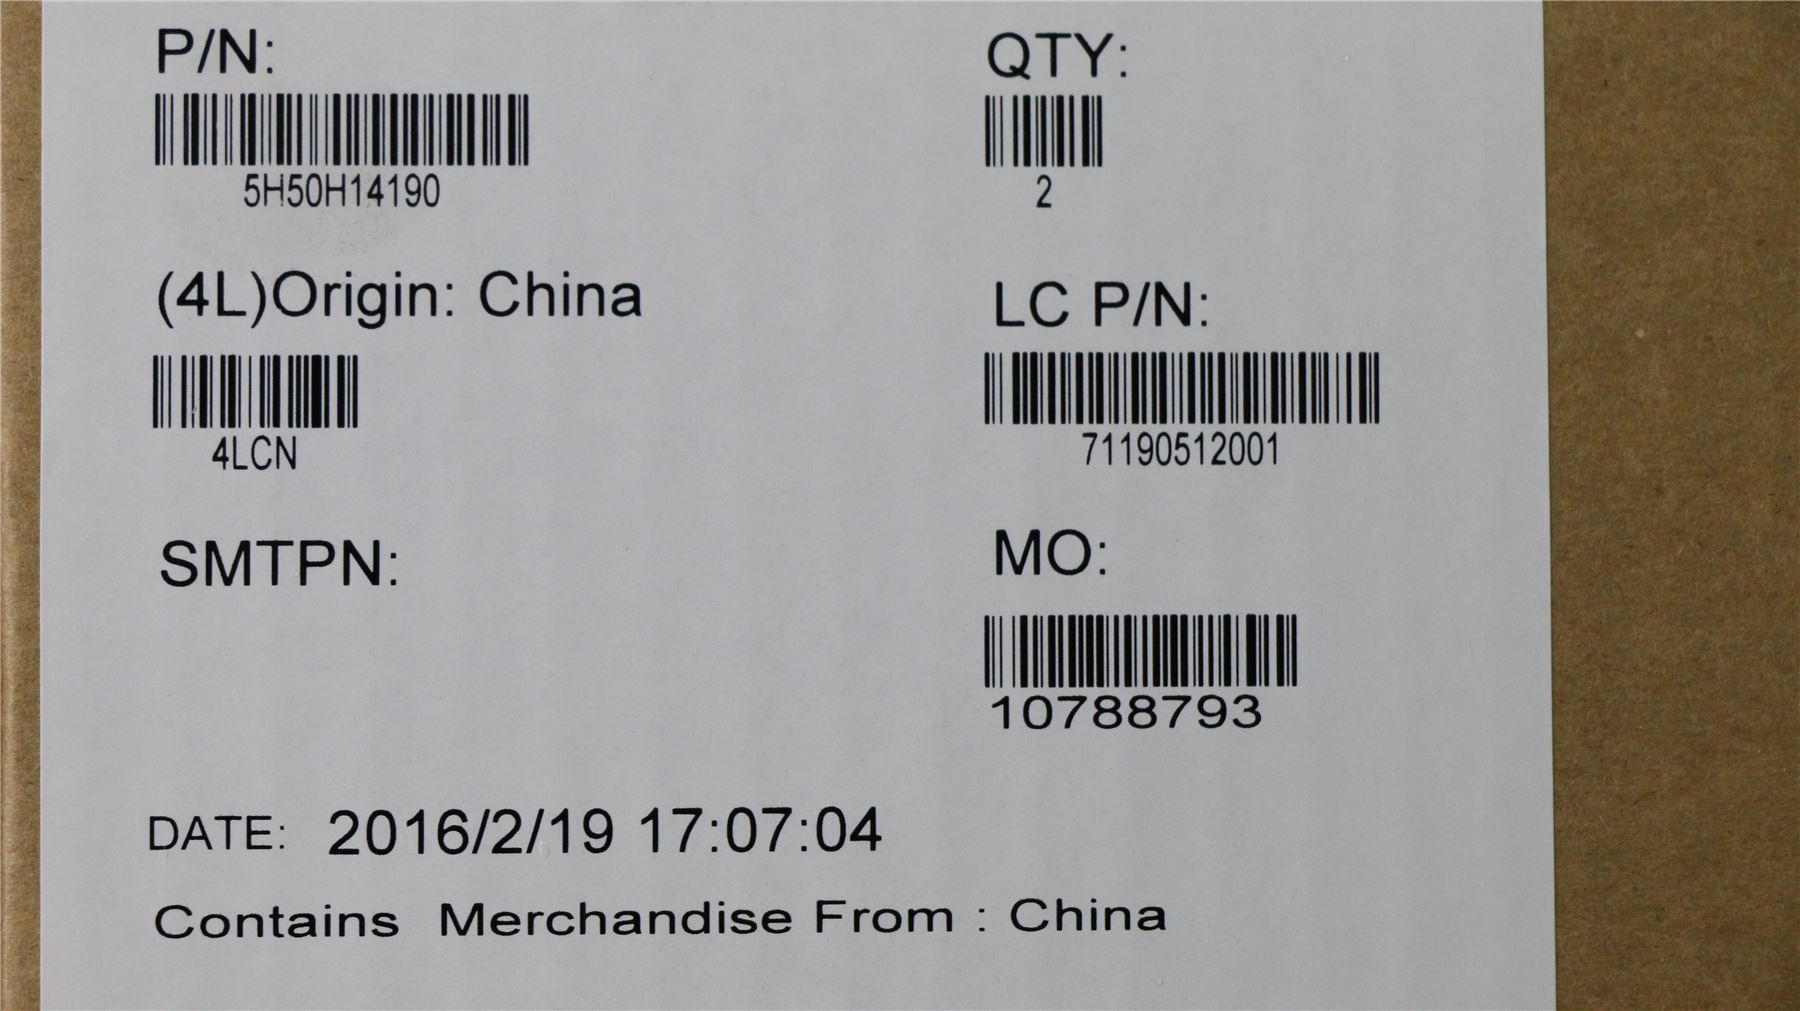 P/N:
QTY:
5H50H14190
2
(4L)Origin: China
LC P/N:
4LCN
71190512001
SMTPN:
MO:
10788793
DATE: 2016/2/19 17:07:04
Contains Merchandise From : China